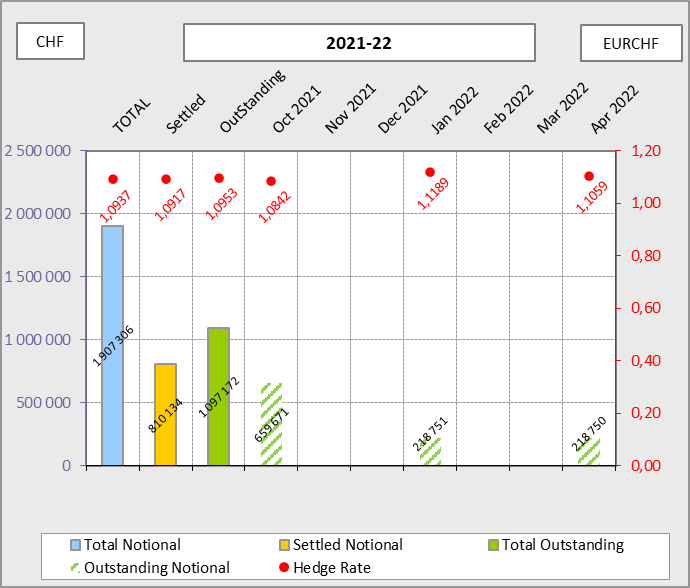 CHF
2021-22
EURCHF
TOTAL
Settled
OutStanding
Oct 2021
Nov 2021
Dec 2021
Jan 2022
Feb 2022
Mar 2022
Apr 2022
2 500 000
2 000 000
1 500 000
1 000 000
500 000
0
1,20
1,00
0,80
0,60
0,40
0,20
0,00
1,0937
1,0917
1,0953
1,0842
1,1189
1,1059
1 907 306
810 134
1 097 172
659 671
218 751
218 750
Total Notional
Settled Notional
Total Outstanding
Outstanding Notional
Hedge Rate